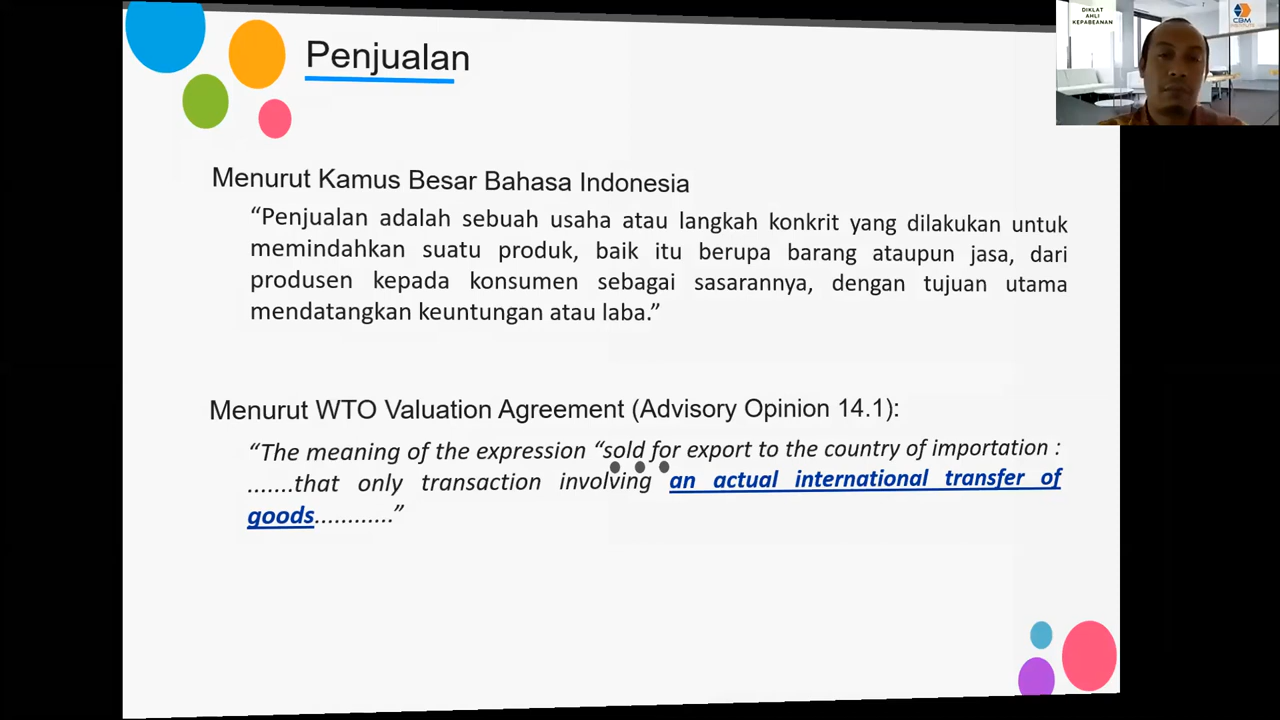 Penjualan
DIKLAT
AHLI
KEPABEANAN
CBM
Menurut Kamus Besar Bahasa Indonesia
“Penjualan adalah sebuah usaha atau langkah konkrit yang dilakukan untuk
memindahkan suatu produk, baik itu berupa barang ataupun jasa, dari
produsen kepada konsumen sebagai sasarannya, dengan tujuan utama
mendatangkan keuntungan atau laba.”
Menurut WTO Valuation Agreement (Advisory Opinion 14.1):
“The meaning of the expression “sold for export to the country of importation :
.......that only transaction involving an actual international transfer of
goods............”